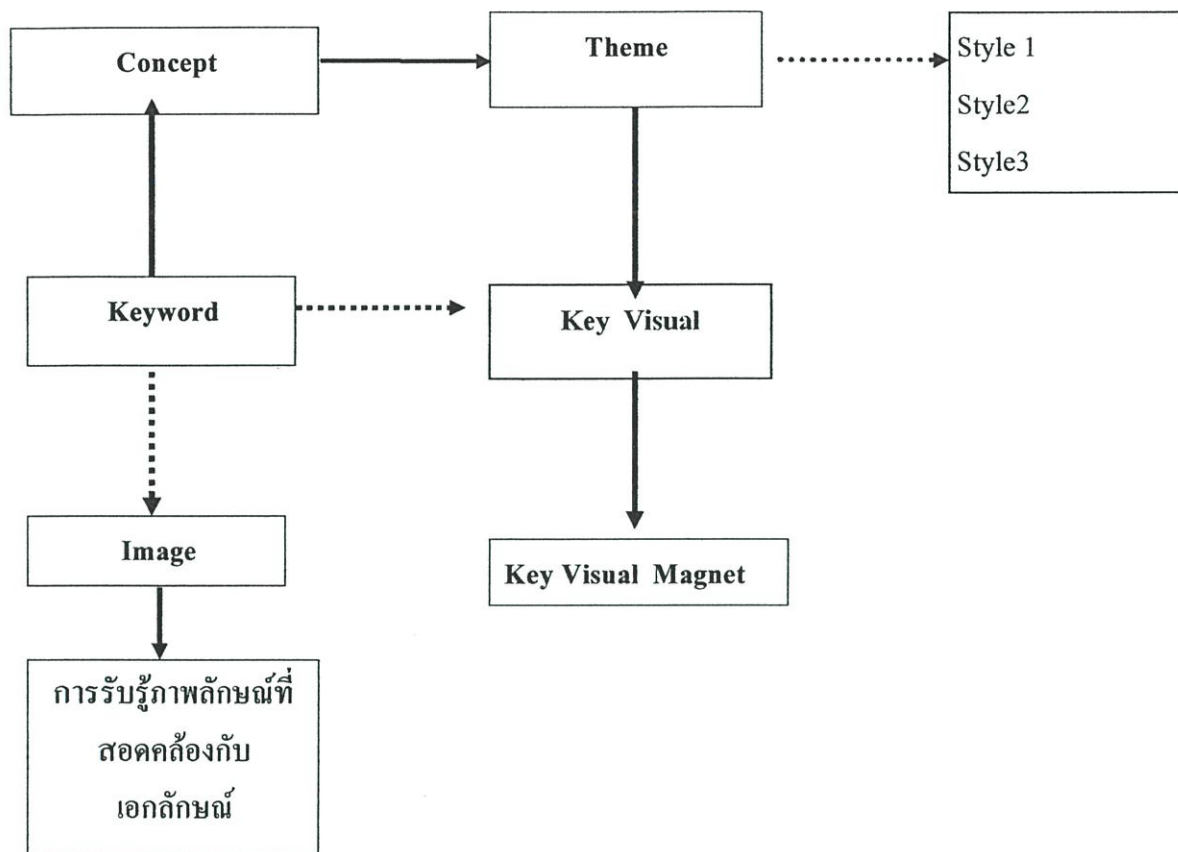 Concept
Theme
Style 1
Style2
Style3
Keyword
Key Visual
Image
Key Visual Magnet
การรับรู้ภาพลักษณ์ที่
สอดคล้องกับ
เอกลักษณ์